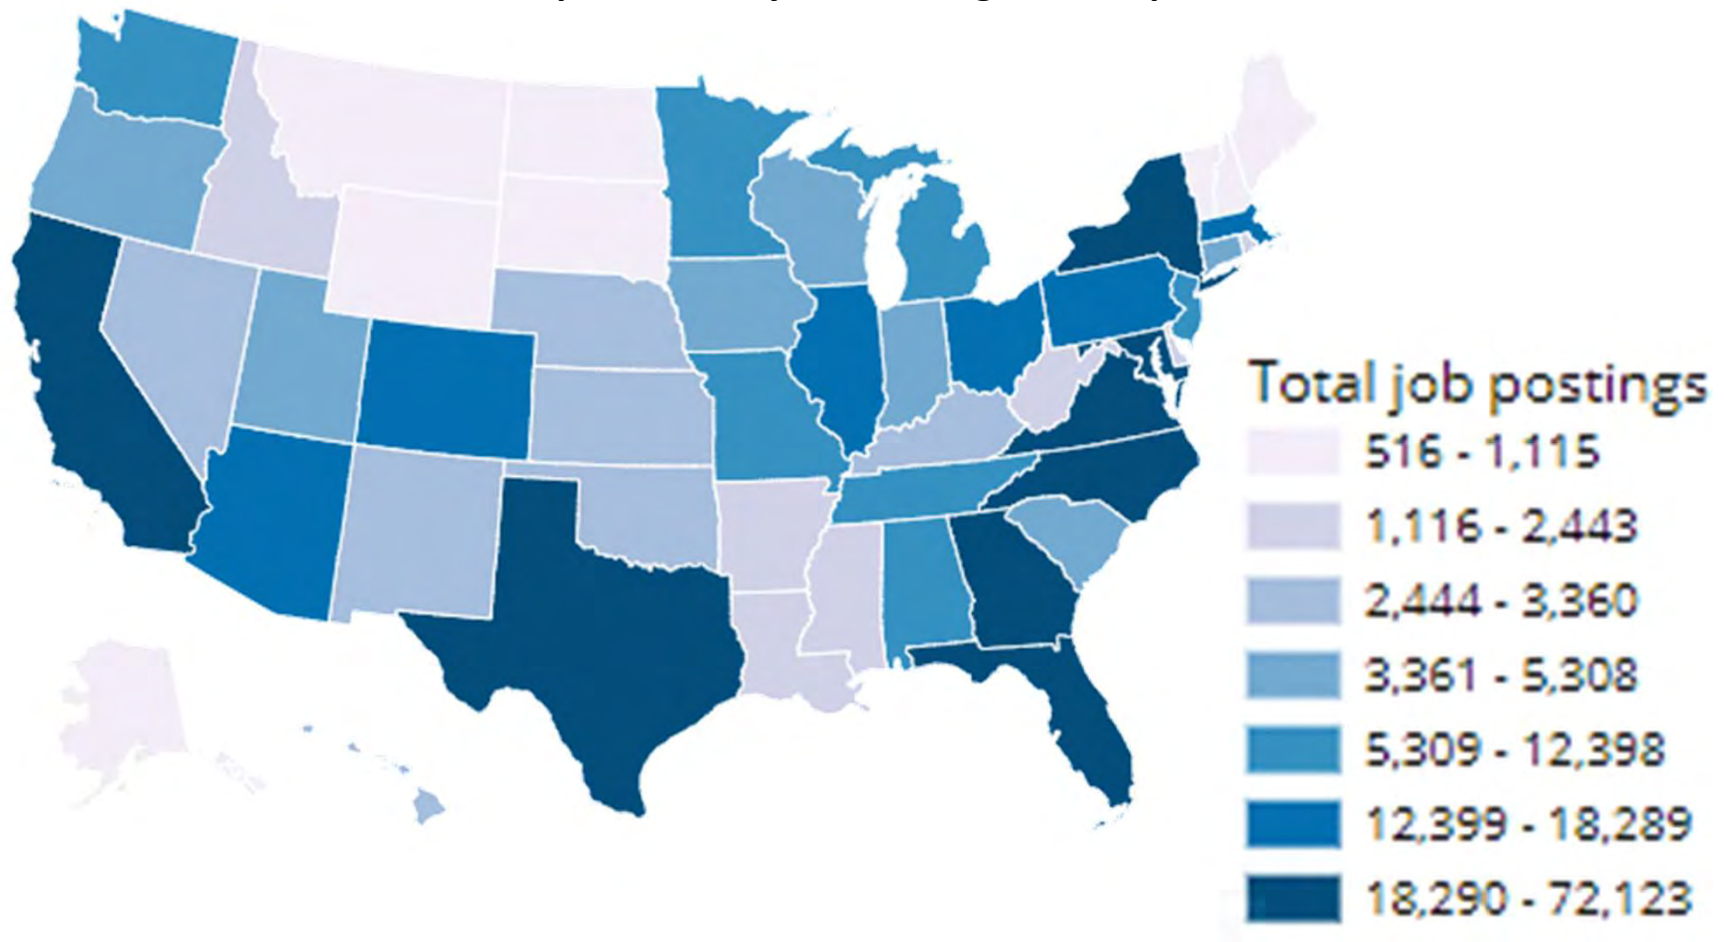 Total job postings
516 - 1,115
1,116 - 2,443
2,444 - 3,360
3,361 - 5,308
5,309 - 12,398
12,399 - 18,289
18,290 - 72,123